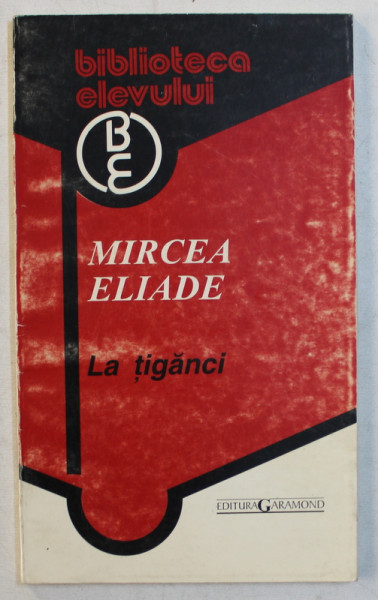 biblioteca
elevului
BE
MIRCEA
ELIADE
La țigănci
EDITURA GARAMOND